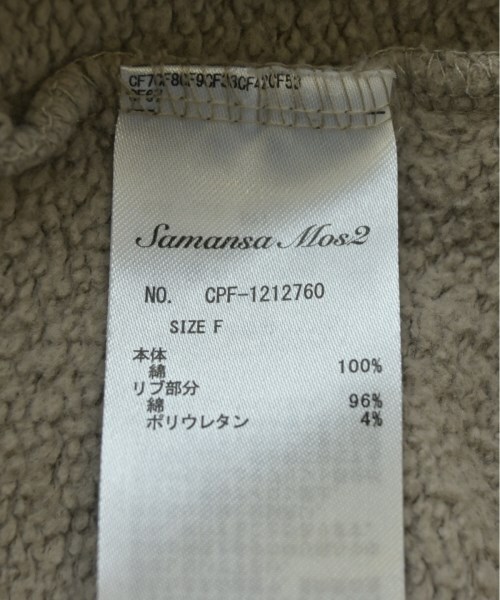 Samansa Mos2
NO. CPF-1212760
SIZE F
本体
綿 100%
リブ部分
綿 96%
ポリウレタン 4%